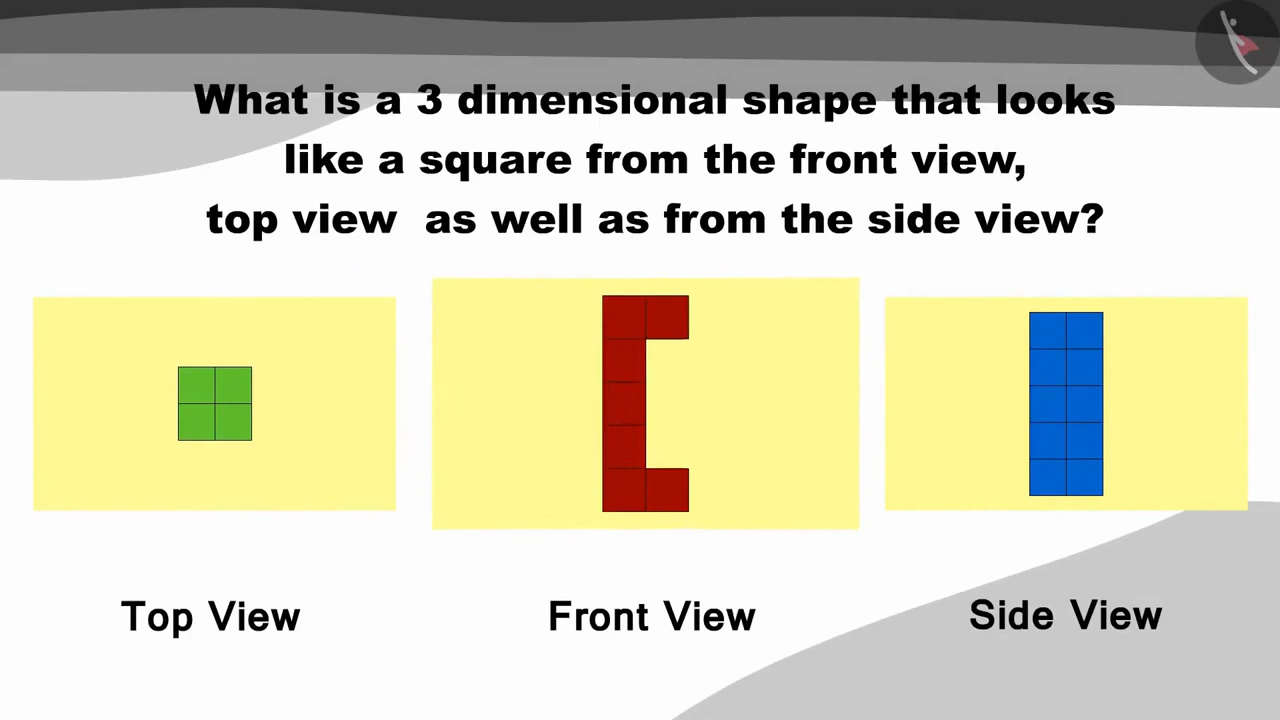 What is a 3 dimensional shape that looks
like a square from the front view,
top view as well as from the side view?
Top View
Front View
Side View